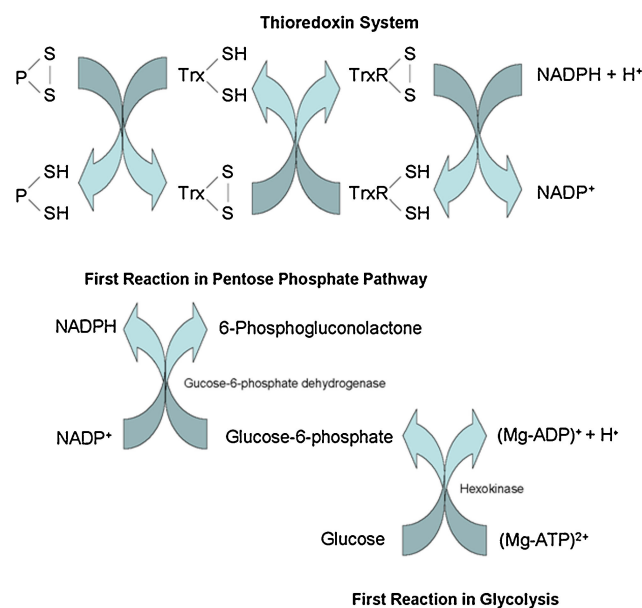 Thioredoxin System
P S S
Trx SH SH
TrxR S S
NADPH + H⁺
P SH SH
Trx S S
TrxR SH SH
NADP⁺
First Reaction in Pentose Phosphate Pathway
NADPH
6-Phosphogluconolactone
Gucose-6-phosphate dehydrogenase
NADP⁺
Glucose-6-phosphate
(Mg-ADP)⁺ + H⁺
Hexokinase
Glucose
(Mg-ATP)²⁺
First Reaction in Glycolysis